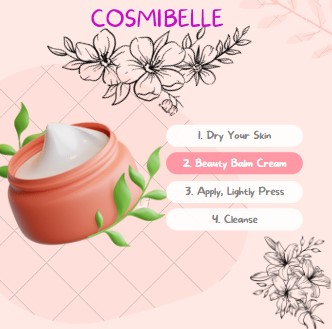 COSMIBELLE
1. Dry Your Skin
2. Beauty Balm Cream
3. Apply, Lightly Press
4. Cleanse